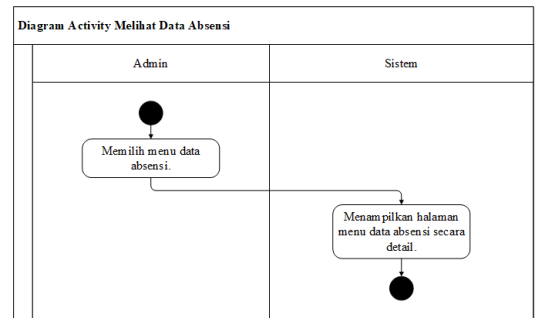 Diagram Activity Melihat Data Absensi
Admin
Sistem
Memilih menu data
absensi.
Menampilkan halaman
menu data absensi secara
detail.